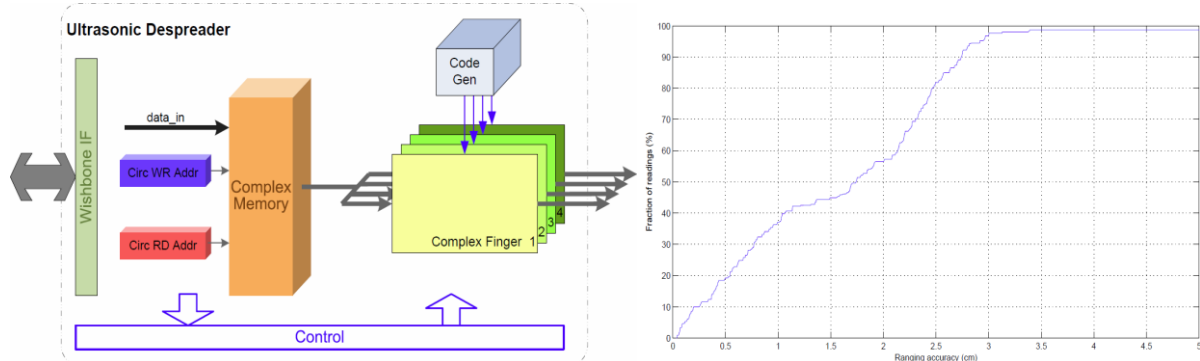 Ultrasonic Despreader
Wishbone IF
data_in
Circ WR Addr
Circ RD Addr
Complex
Memory
Code
Gen
Complex Finger 1
2
3
4
Control
Fraction of readings (%)
100
90
80
70
60
50
40
30
20
10
0
0
0.5
1
1.5
2
2.5
3
3.5
4
4.5
5
Ranging accuracy (cm)